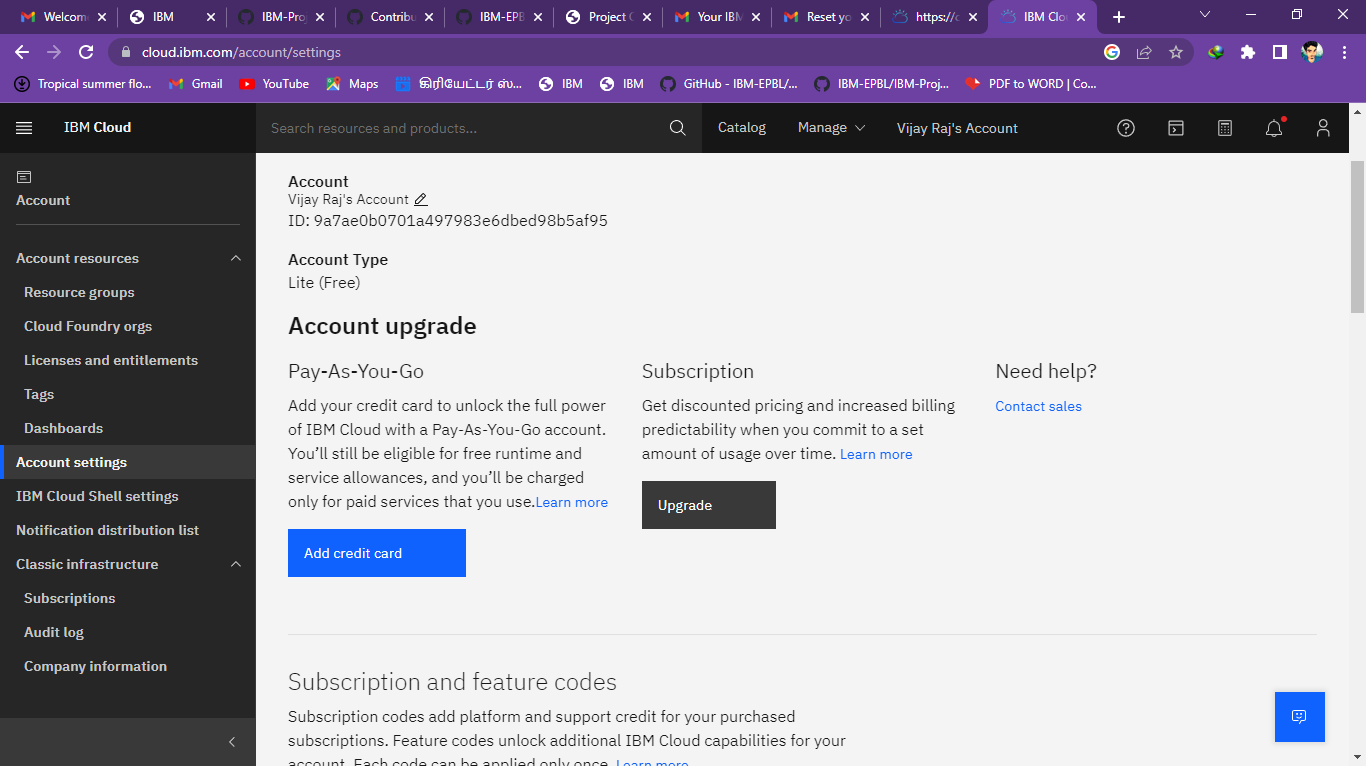 Welcome
IBM
IBM-Proj
Contribu
IBM-EPB
Project C
Your IBM
Reset yo
https://c
IBM Clo
cloud.ibm.com/account/settings
Tropical summer flo...
Gmail
YouTube
Maps
கிரியேட்டர் ஸ்...
IBM
IBM
GitHub - IBM-EPBL/...
IBM-EPBL/IBM-Proj...
PDF to WORD | Co...
IBM Cloud
Search resources and products...
Catalog
Manage
Vijay Raj's Account
Account
Account resources
Resource groups
Cloud Foundry orgs
Licenses and entitlements
Tags
Dashboards
Account settings
IBM Cloud Shell settings
Notification distribution list
Classic infrastructure
Subscriptions
Audit log
Company information
Account
Vijay Raj's Account
ID: 9a7ae0b0701a497983e6dbed98b5af95
Account Type
Lite (Free)
Account upgrade
Pay-As-You-Go
Add your credit card to unlock the full power
of IBM Cloud with a Pay-As-You-Go account.
You’ll still be eligible for free runtime and
service allowances, and you’ll be charged
only for paid services that you use.Learn more
Add credit card
Subscription
Get discounted pricing and increased billing
predictability when you commit to a set
amount of usage over time. Learn more
Upgrade
Need help?
Contact sales
Subscription and feature codes
Subscription codes add platform and support credit for your purchased
subscriptions. Feature codes unlock additional IBM Cloud capabilities for your
account. Each code can be applied only once. Learn more